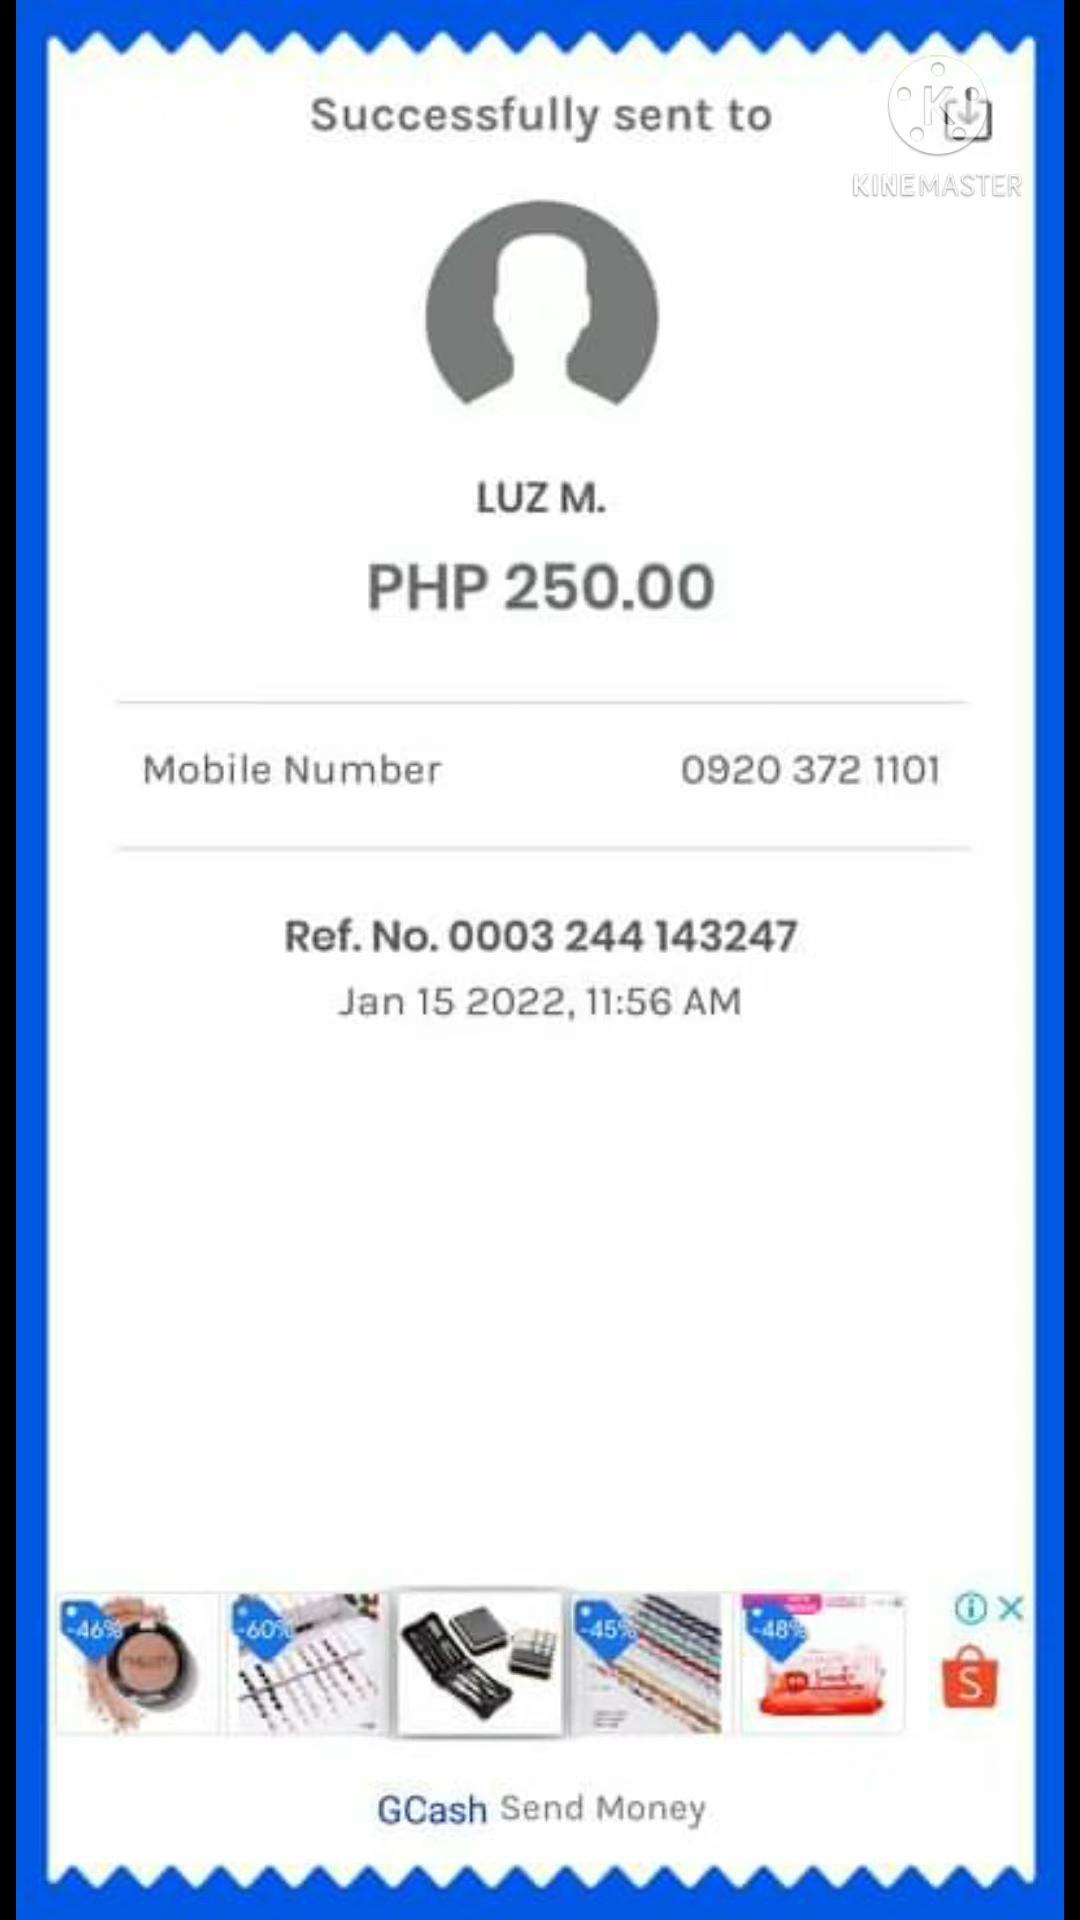 Successfully sent to
KINEMASTER
LUZ M.
PHP 250.00
Mobile Number 0920 372 1101
Ref. No. 0003 244 143247
Jan 15 2022, 11:56 AM
-46% -60% -45% -48%
GCash Send Money